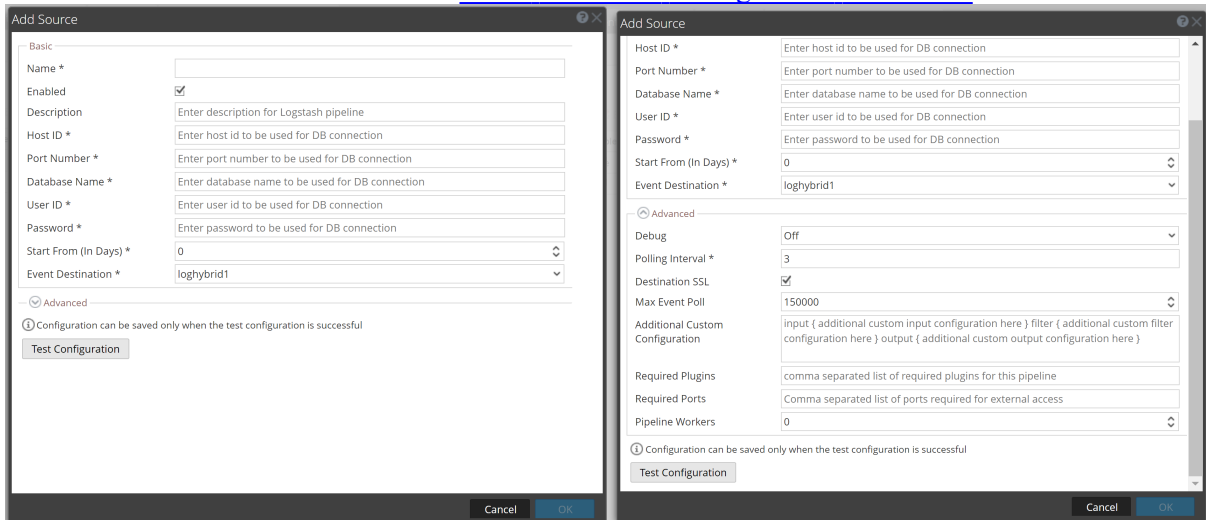 Add Source
Basic
Name *
Enabled
Description Enter description for Logstash pipeline
Host ID * Enter host id to be used for DB connection
Port Number * Enter port number to be used for DB connection
Database Name * Enter database name to be used for DB connection
User ID * Enter user id to be used for DB connection
Password * Enter password to be used for DB connection
Start From (In Days) * 0
Event Destination * loghybrid1
Advanced
Configuration can be saved only when the test configuration is successful
Test Configuration
Cancel OK
Add Source
Host ID * Enter host id to be used for DB connection
Port Number * Enter port number to be used for DB connection
Database Name * Enter database name to be used for DB connection
User ID * Enter user id to be used for DB connection
Password * Enter password to be used for DB connection
Start From (In Days) * 0
Event Destination * loghybrid1
Advanced
Debug Off
Polling Interval * 3
Destination SSL
Max Event Poll 150000
Additional Custom Configuration
input { additional custom input configuration here } filter { additional custom filter
configuration here } output { additional custom output configuration here }
Required Plugins comma separated list of required plugins for this pipeline
Required Ports Comma separated list of ports required for external access
Pipeline Workers 0
Configuration can be saved only when the test configuration is successful
Test Configuration
Cancel OK